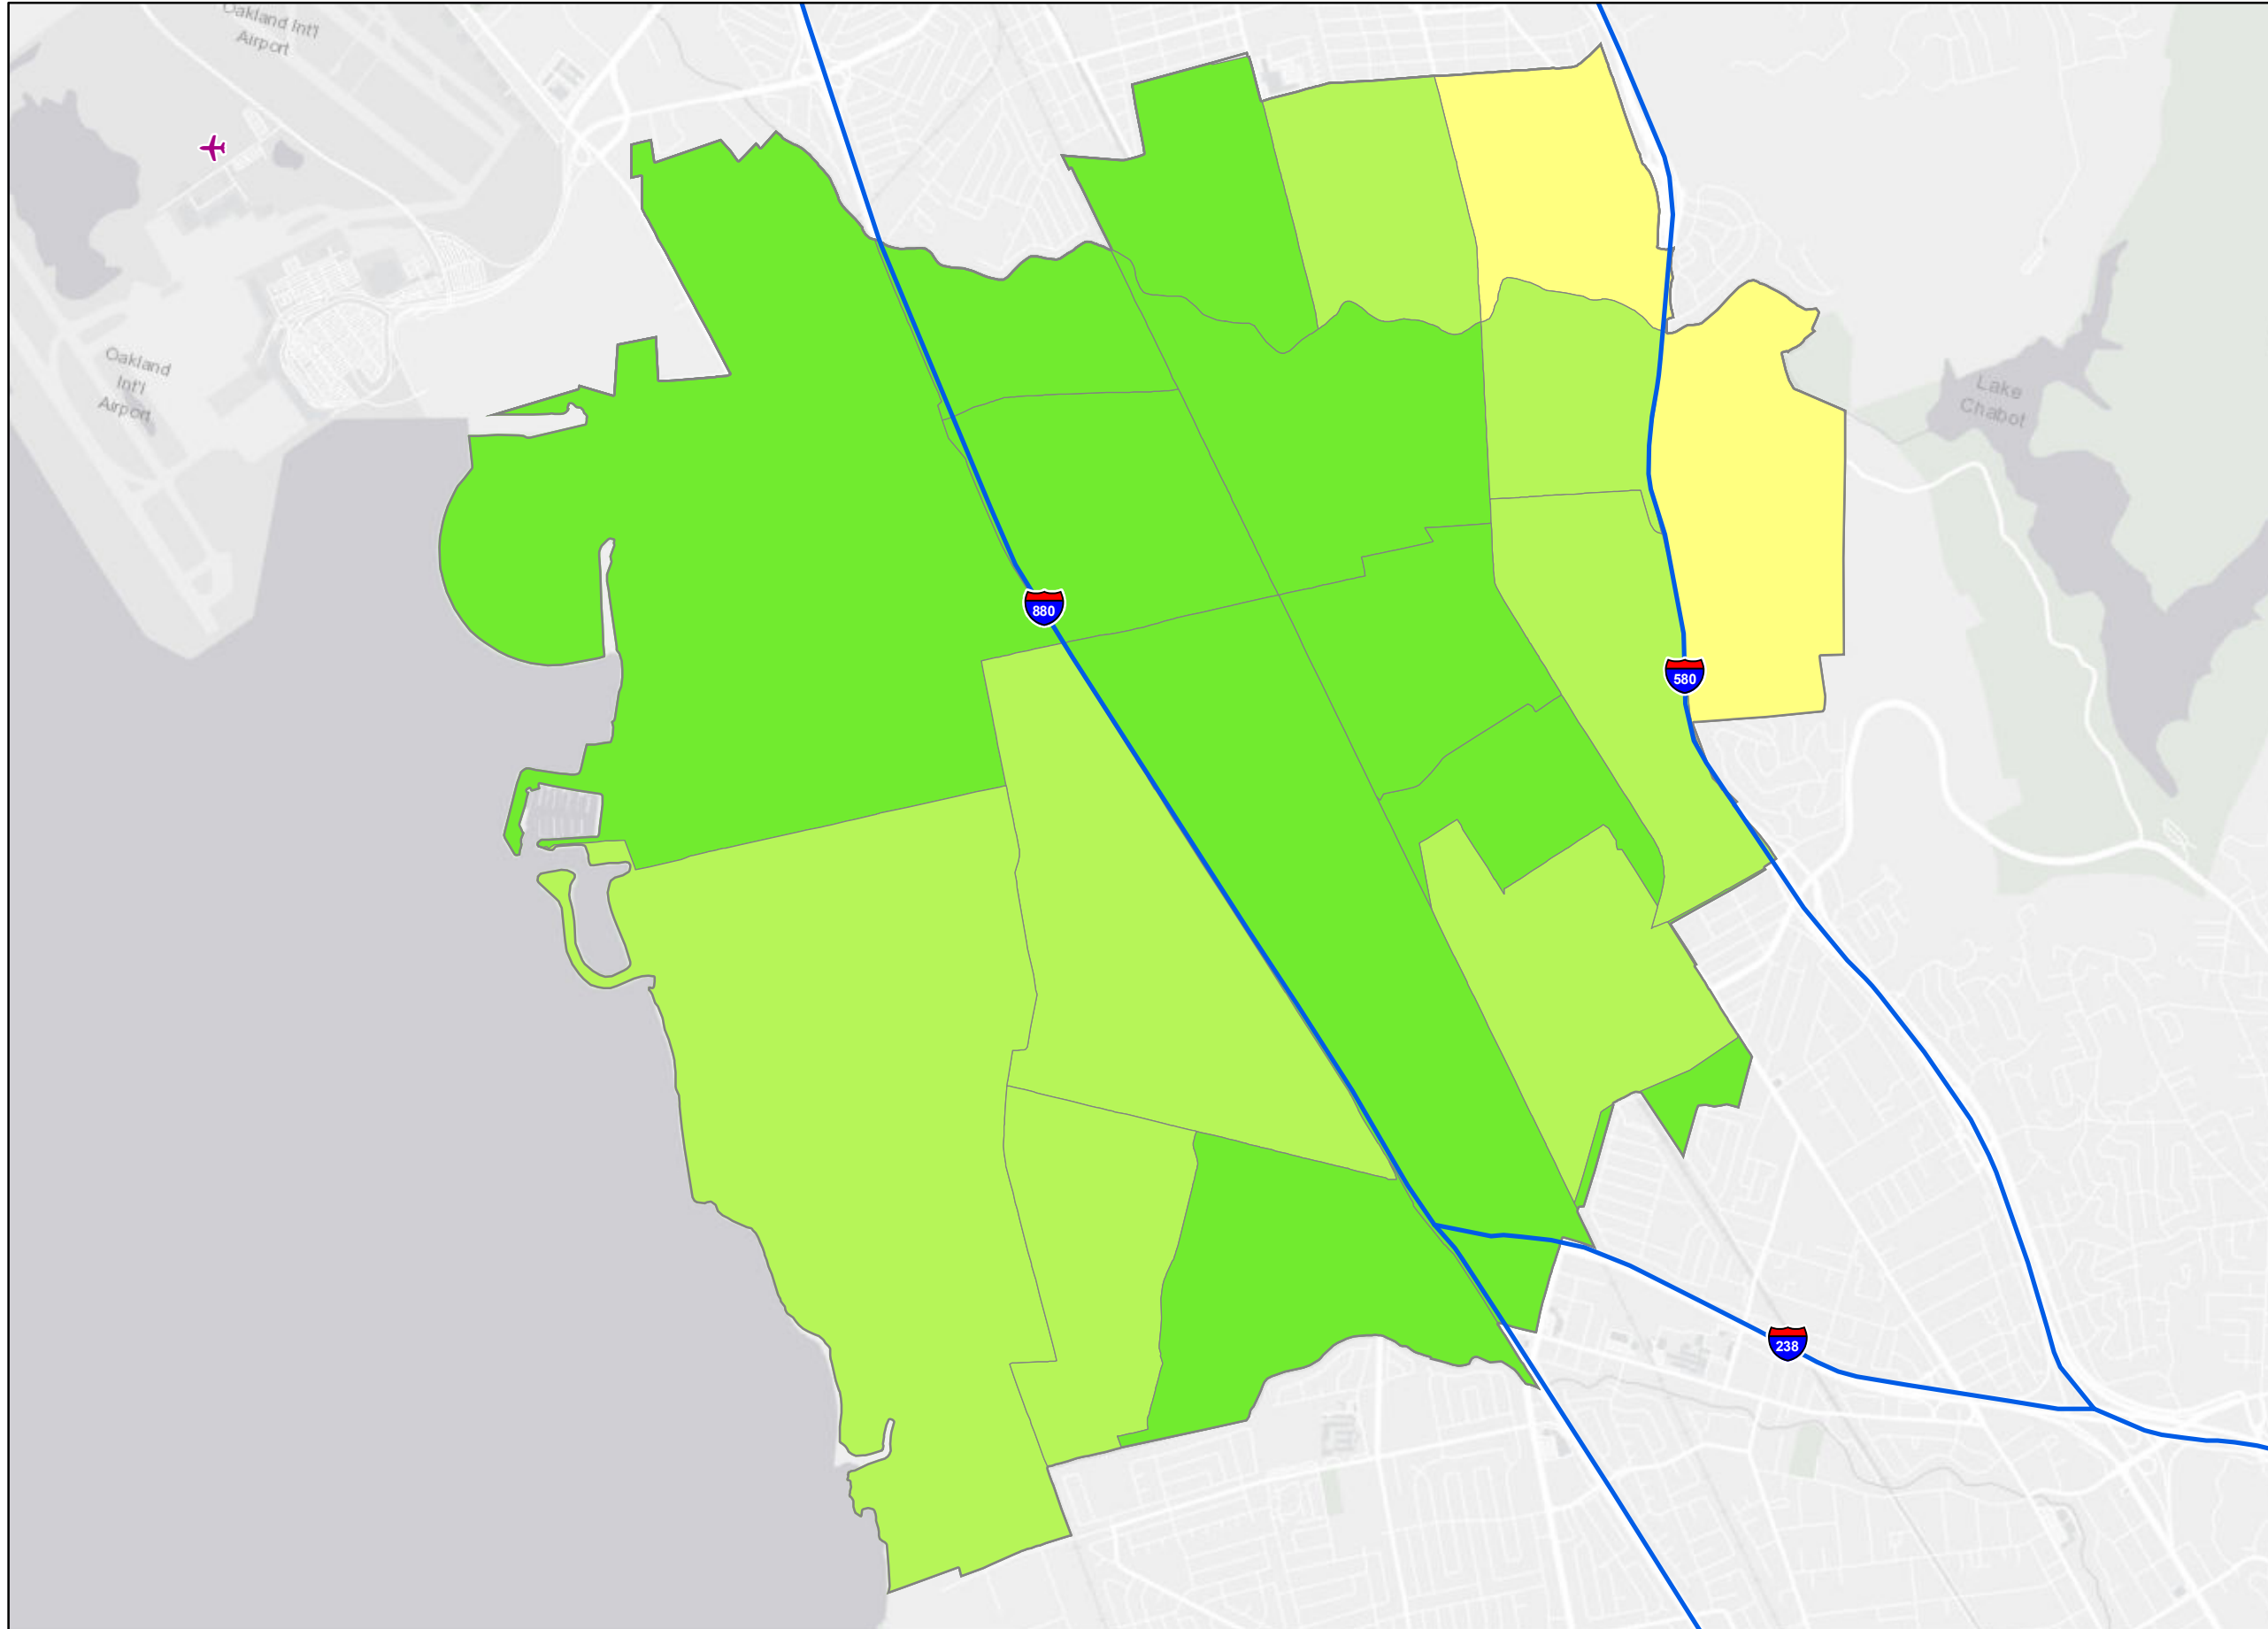 Oakland Int'l
Airport
Oakland
Int'l
Airport
Lake
Chabot
880
580
238